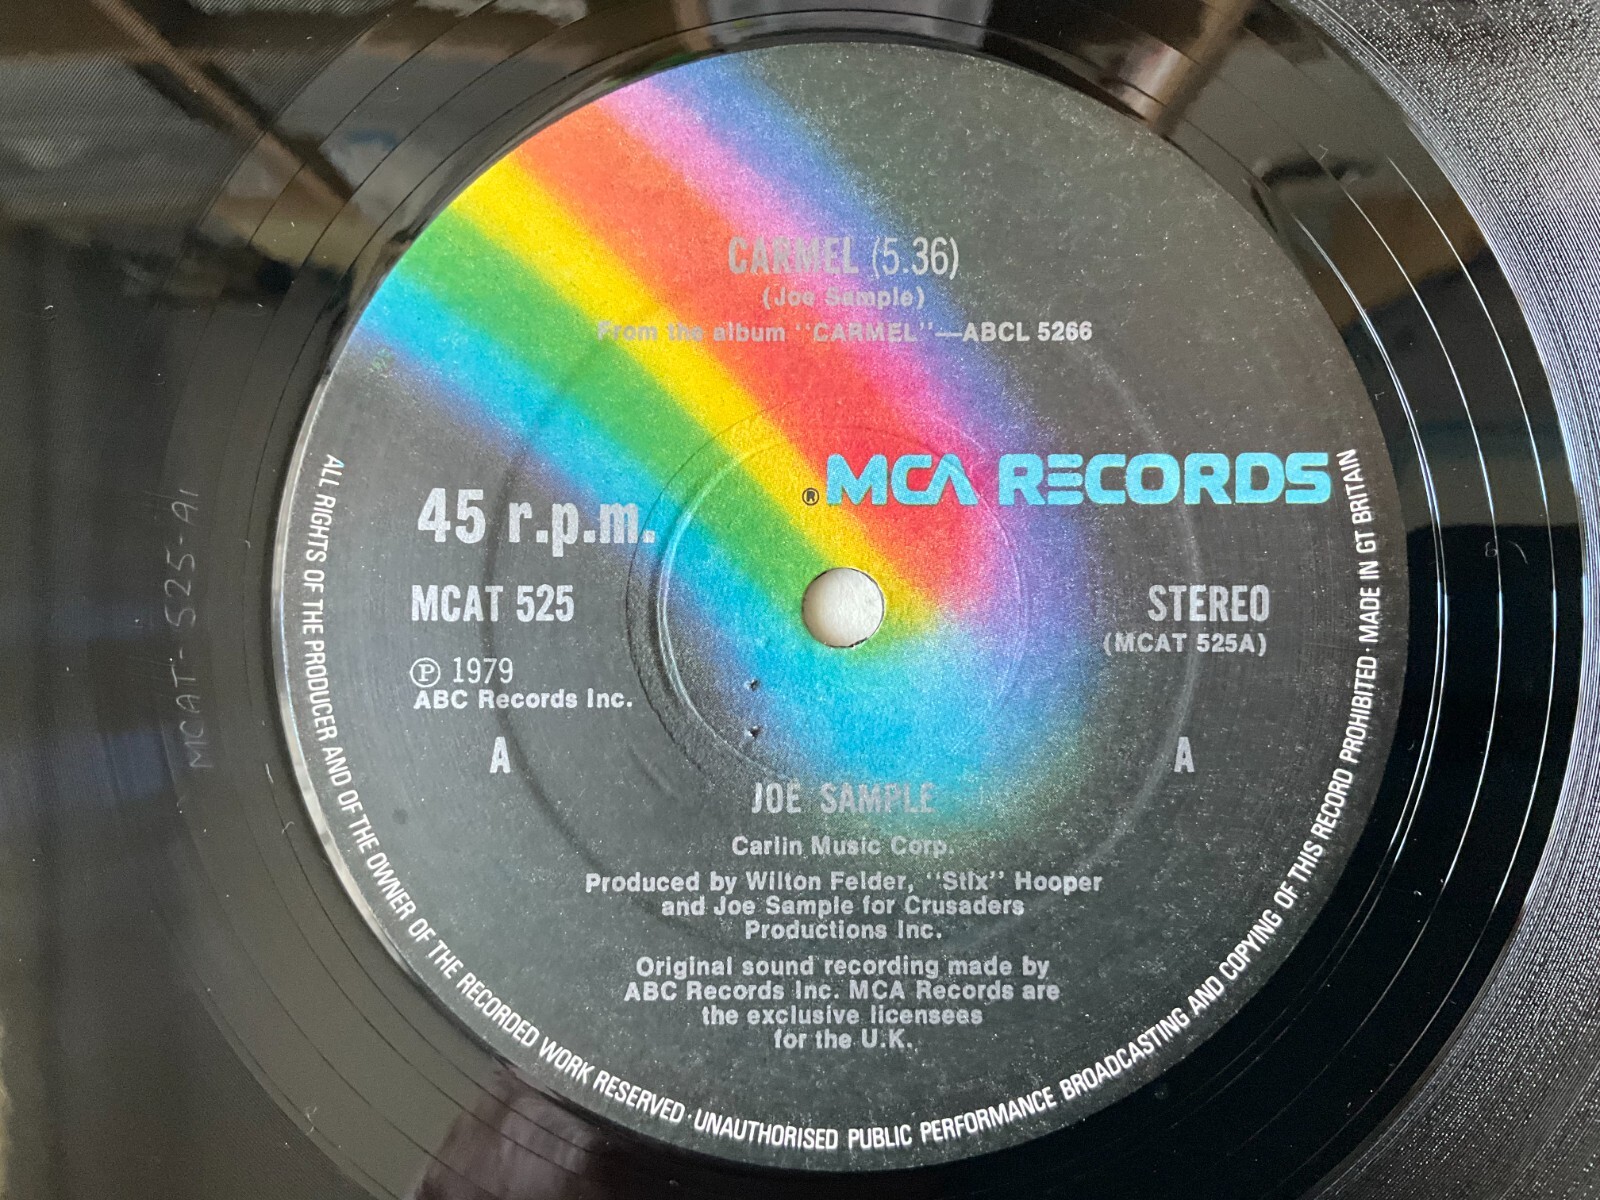 CARMEL (5.36)
(Joe Sample)
From the album "CARMEL"—ABCL 5266
® MCA RECORDS
45 r.p.m.
MCAT 525
STEREO
(MCAT 525A)
℗ 1979
ABC Records Inc.
A
A
JOE SAMPLE
Carlin Music Corp.
Produced by Wilton Felder, "Stix" Hooper
and Joe Sample for Crusaders
Productions Inc.
Original sound recording made by
ABC Records Inc. MCA Records are
the exclusive licensees
for the U.K.
ALL RIGHTS OF THE PRODUCER AND OF THE OWNER OF THE RECORDED WORK RESERVED · UNAUTHORISED PUBLIC PERFORMANCE BROADCASTING AND COPYING OF THIS RECORD PROHIBITED · MADE IN GT BRITAIN
MCAT-525-A1